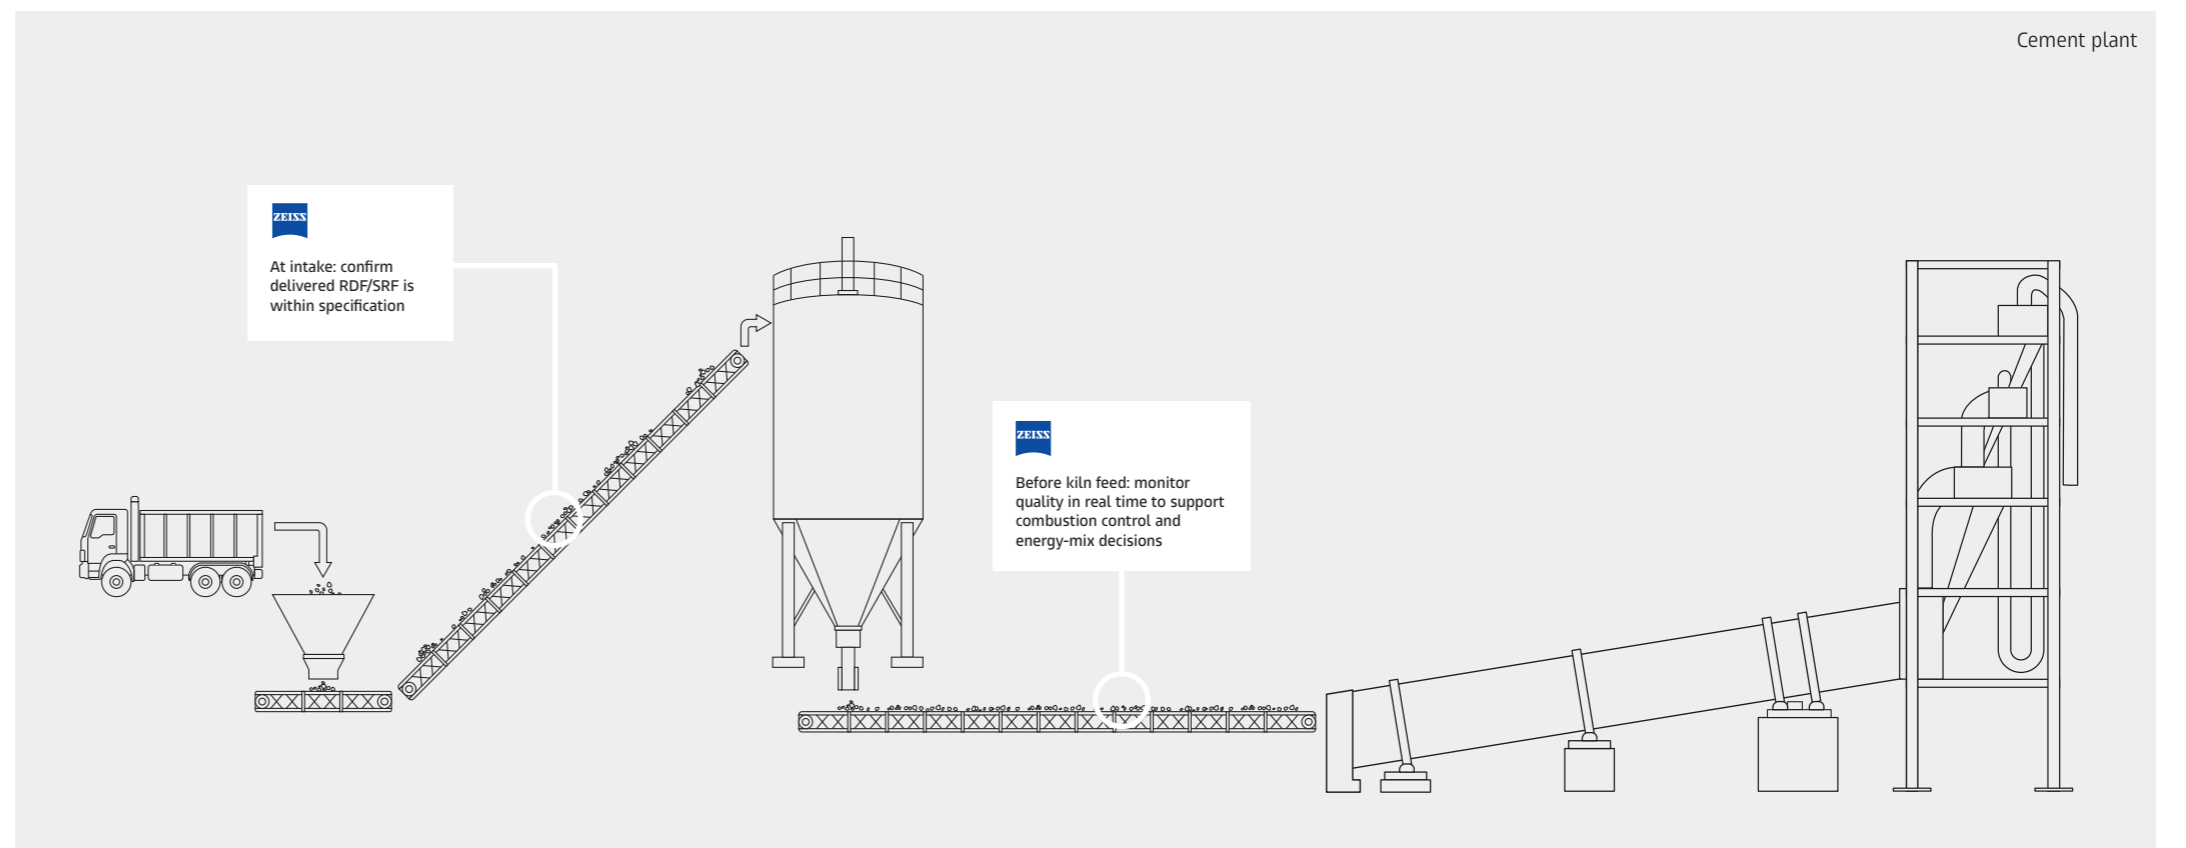 Cement plant
ZEISS
At intake: confirm
delivered RDF/SRF is
within specification
ZEISS
Before kiln feed: monitor
quality in real time to support
combustion control and
energy-mix decisions